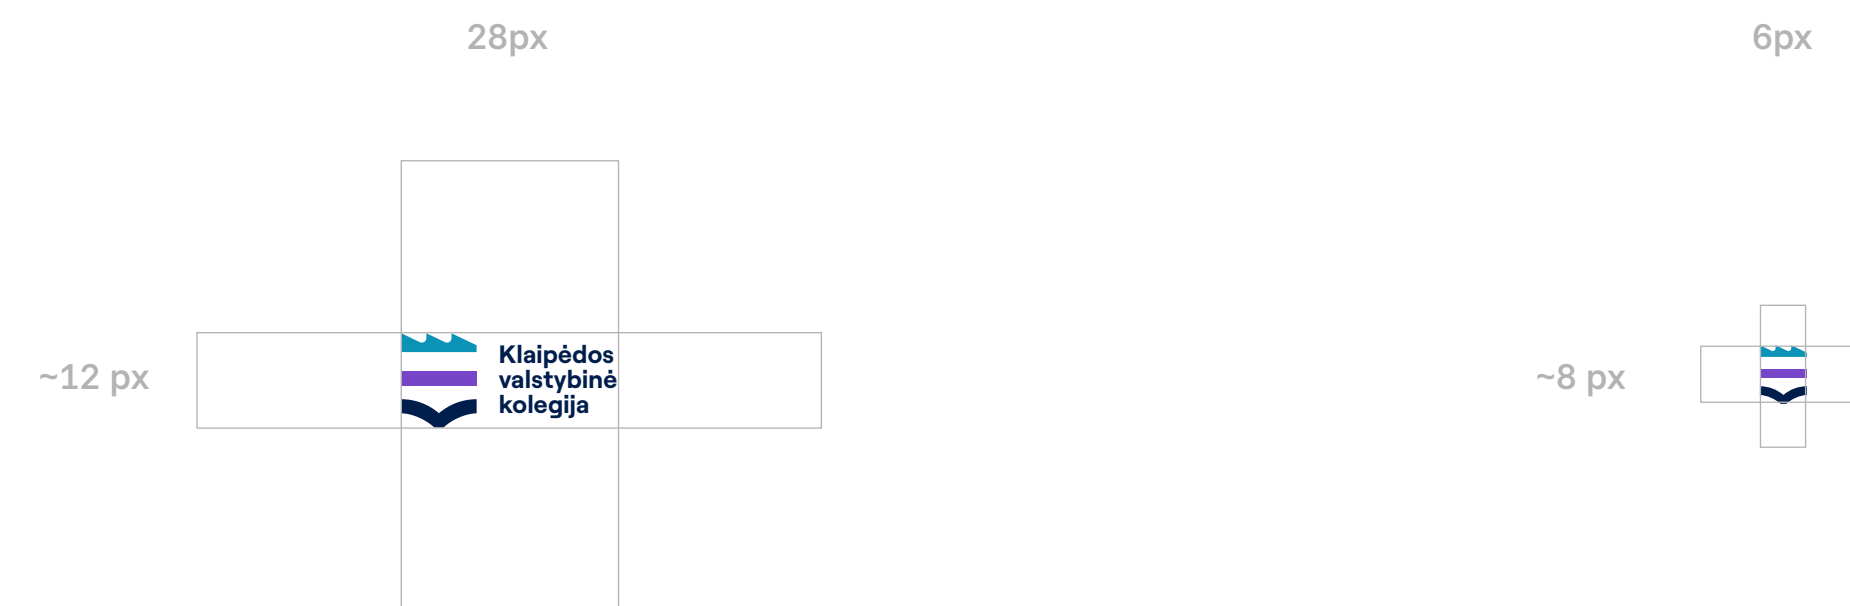 28px
6px
~12 px
Klaipėdos
valstybinė
kolegija
~8 px